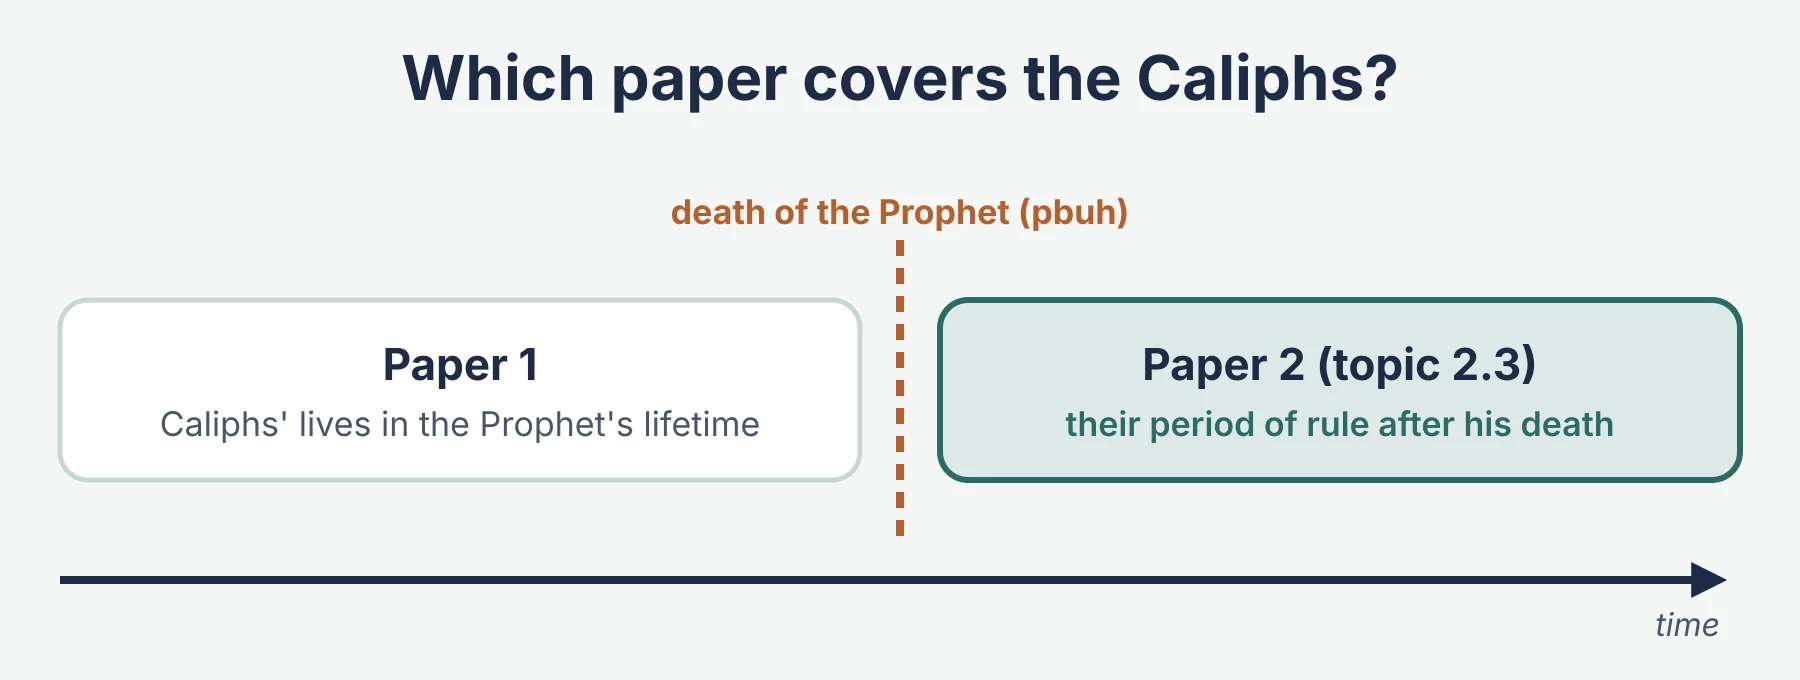 Which paper covers the Caliphs?
death of the Prophet (pbuh)
Paper 1
Caliphs' lives in the Prophet's lifetime
Paper 2 (topic 2.3)
their period of rule after his death
time